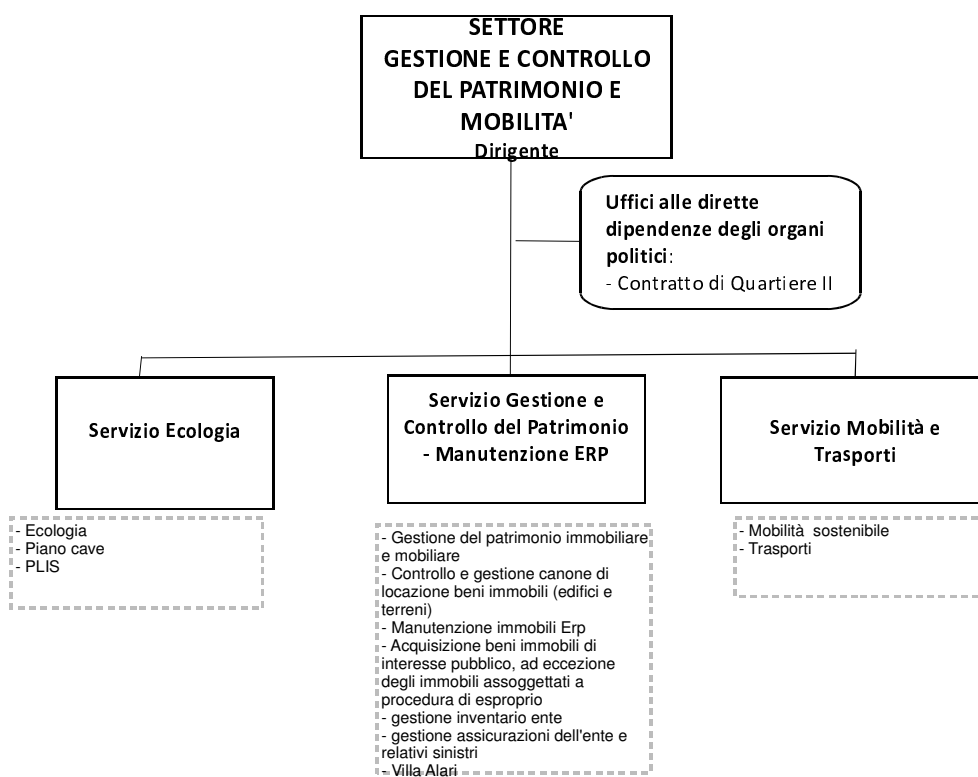 SETTORE
GESTIONE E CONTROLLO
DEL PATRIMONIO E
MOBILITA'
Dirigente
Uffici alle dirette
dipendenze degli organi
politici:
- Contratto di Quartiere II
Servizio Ecologia
Servizio Gestione e
Controllo del Patrimonio
- Manutenzione ERP
Servizio Mobilità e
Trasporti
- Ecologia
- Piano cave
- PLIS
- Gestione del patrimonio immobiliare
e mobiliare
- Controllo e gestione canone di
locazione beni immobili (edifici e
terreni)
- Manutenzione immobili Erp
- Acquisizione beni immobili di
interesse pubblico, ad eccezione
degli immobili assoggettati a
procedura di esproprio
- gestione inventario ente
- gestione assicurazioni dell'ente e
relativi sinistri
- Villa Alari
- Mobilità  sostenibile
- Trasporti